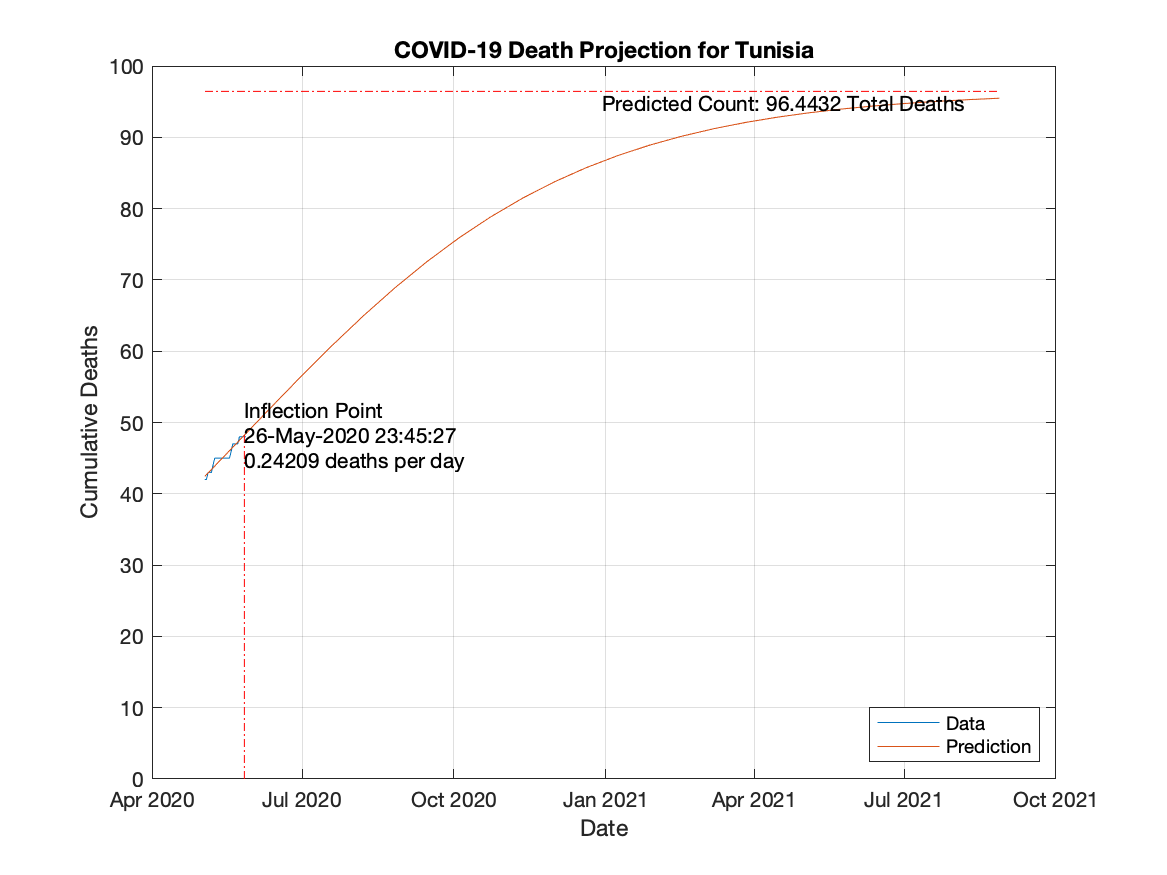 COVID-19 Death Projection for Tunisia
100
90
80
70
60
50
40
30
20
10
0
Cumulative Deaths
Predicted Count: 96.4432 Total Deaths
Inflection Point
26-May-2020 23:45:27
0.24209 deaths per day
Data
Prediction
Apr 2020 Jul 2020 Oct 2020 Jan 2021 Apr 2021 Jul 2021 Oct 2021
Date